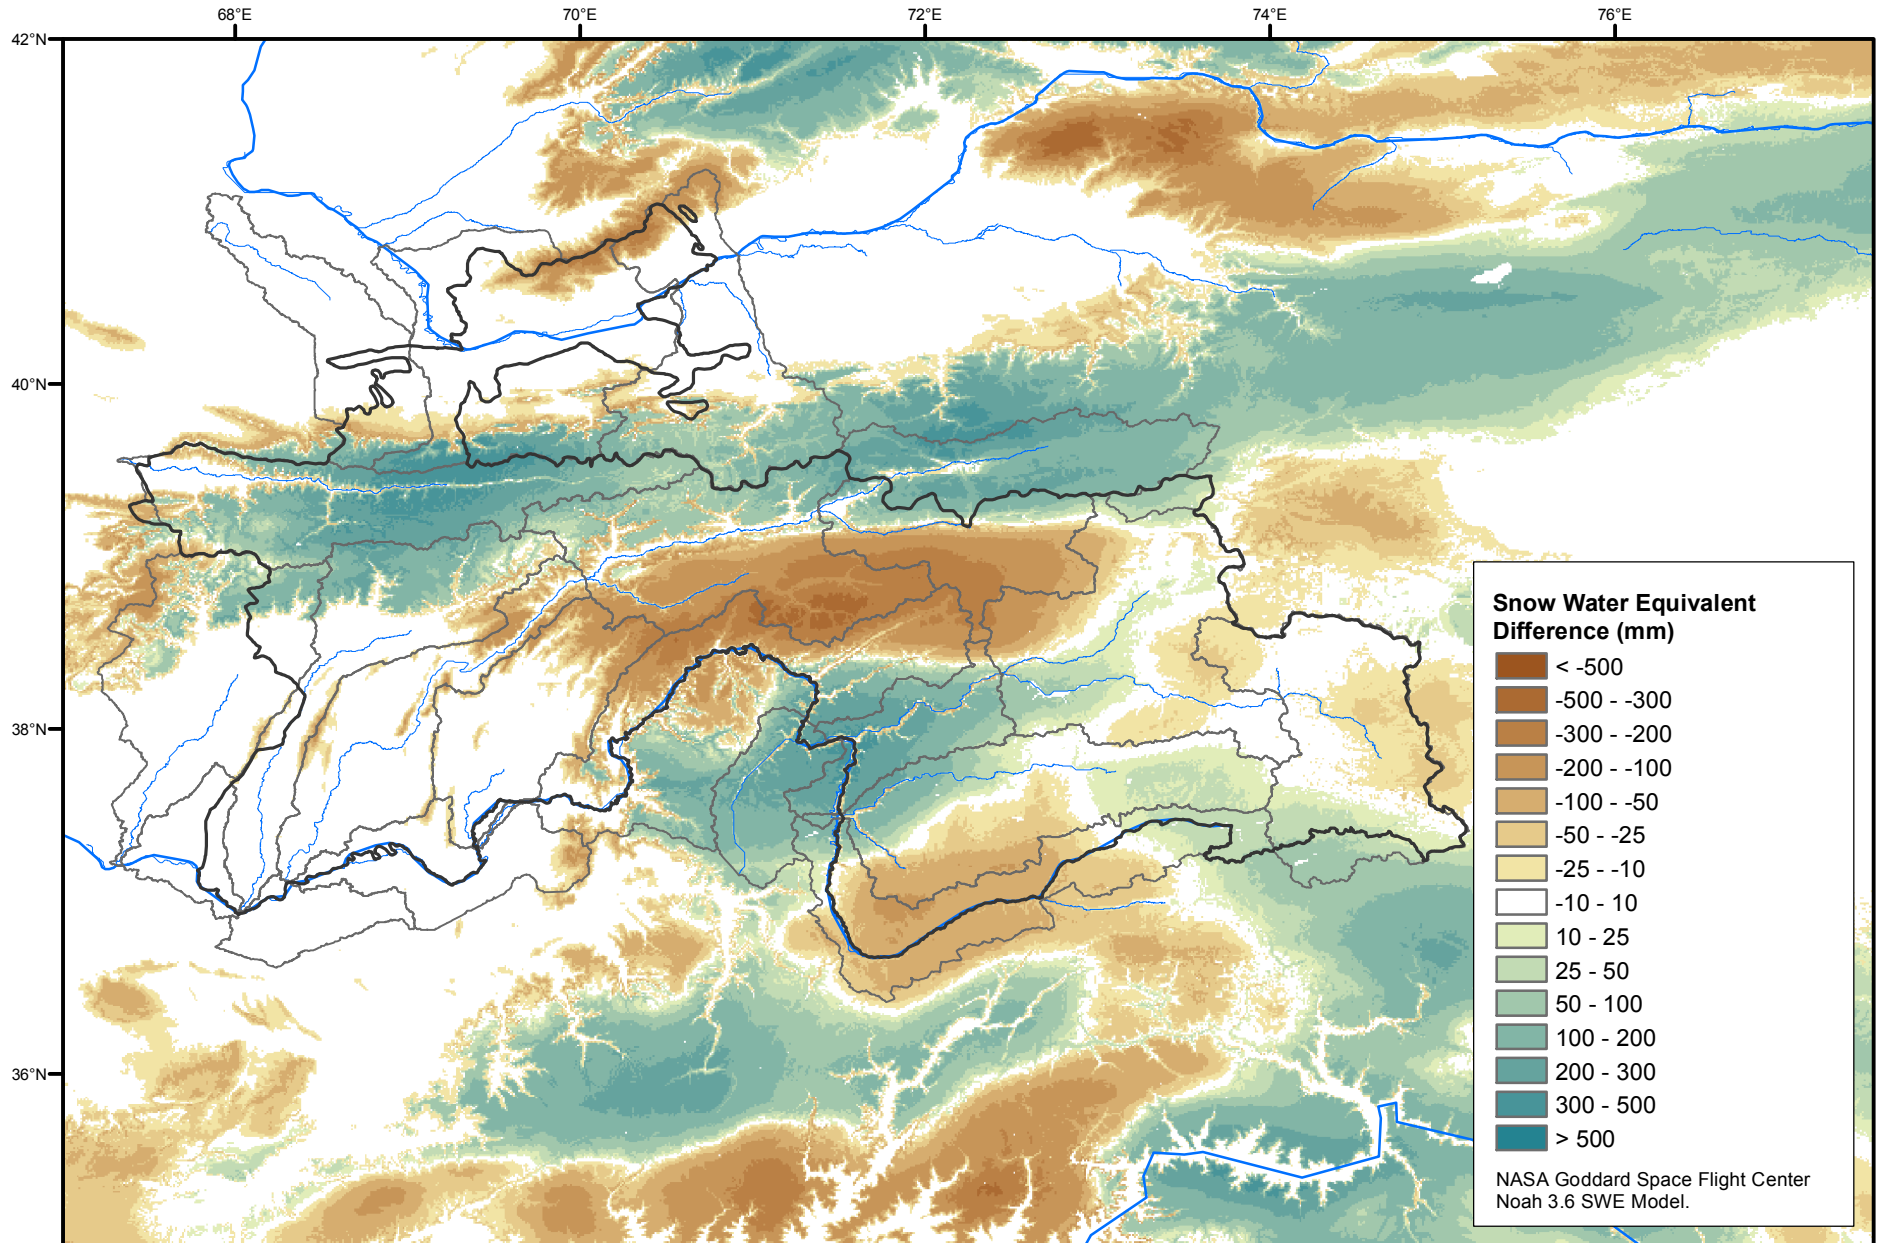 68°E 70°E 72°E 74°E 76°E
42°N
40°N
38°N
36°N
Snow Water Equivalent
Difference (mm)
< -500
-500 - -300
-300 - -200
-200 - -100
-100 - -50
-50 - -25
-25 - -10
-10 - 10
10 - 25
25 - 50
50 - 100
100 - 200
200 - 300
300 - 500
> 500
NASA Goddard Space Flight Center
Noah 3.6 SWE Model.